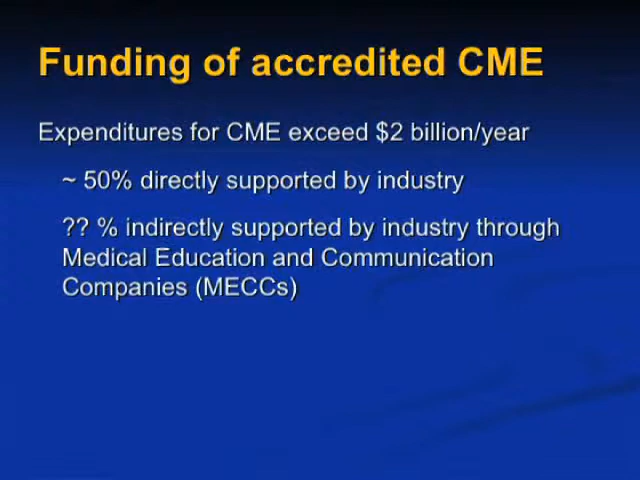 Funding of accredited CME
Expenditures for CME exceed $2 billion/year
~ 50% directly supported by industry
?? % indirectly supported by industry through
Medical Education and Communication
Companies (MECCs)